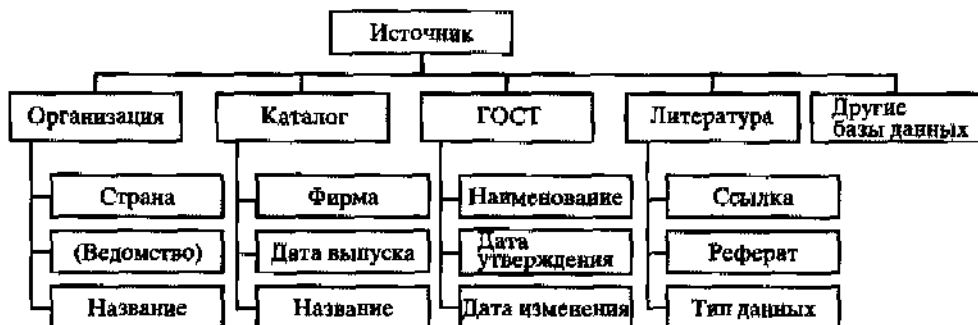 Источник
Организация
Каталог
ГОСТ
Литература
Другие
базы данных
Страна
Фирма
Наименование
Ссылка
(Ведомство)
Дата выпуска
Дата
утверждения
Реферат
Название
Название
Дата изменения
Тип данных